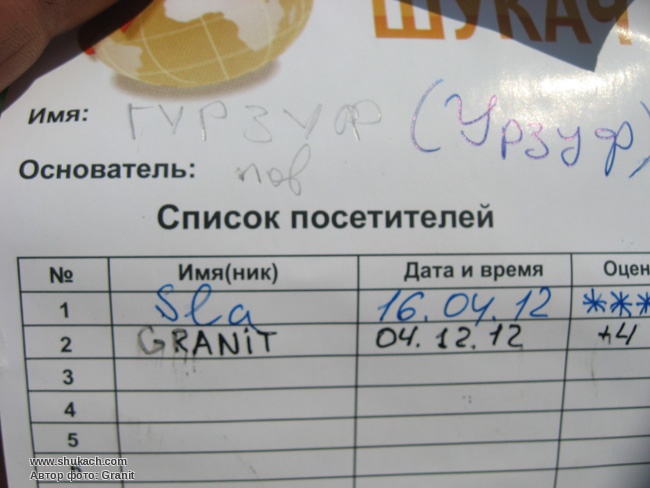 ШУКАЧ
Имя: ГУРЗУФ (Урзуф)
Основатель: пов
Список посетителей
№ Имя(ник) Дата и время Оцен
1 Sla 16.04.12 ***
2 GRANiT 04.12.12 +4
3
4
5
6
www.shukach.com
Автор фото: Granit